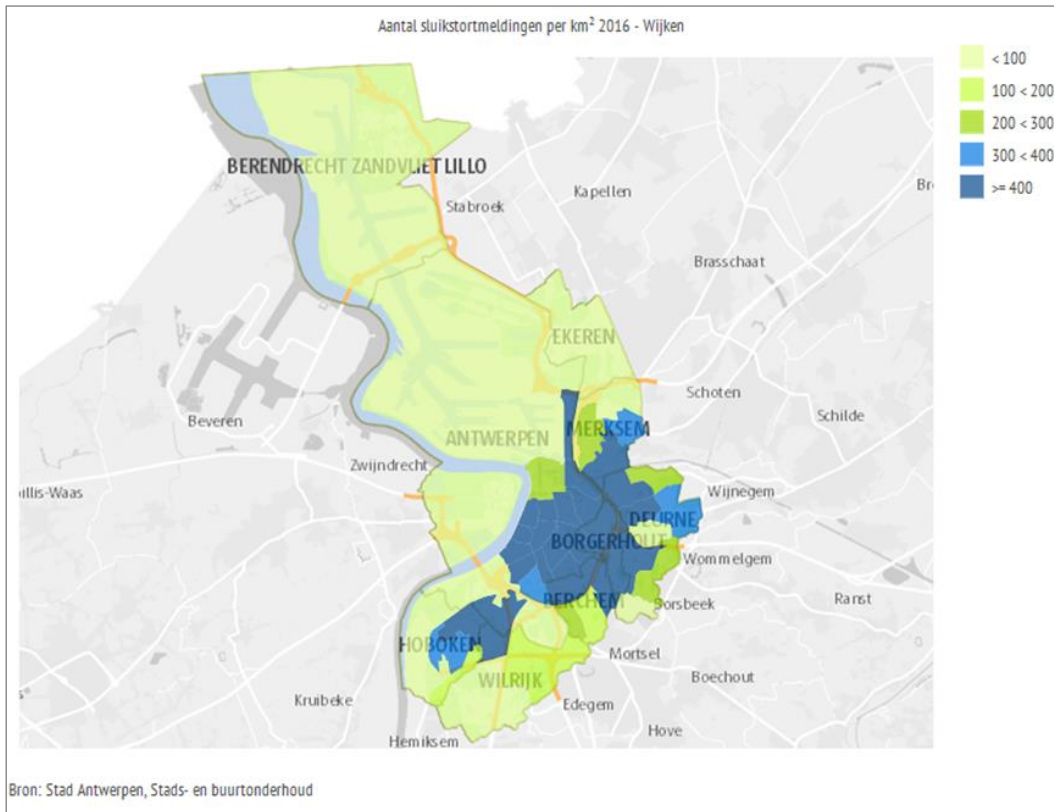 Aantal sluikstortmeldingen per km² 2016 - Wijken
< 100
100 < 200
200 < 300
300 < 400
>= 400
BERENDRECHT ZANDVLIET LILLO
Kapellen
Stabroek
Brasschaat
EKEREN
Schoten
Schilde
Beveren
MERKSEM
ANTWERPEN
Zwijndrecht
Wijnegem
DEURNE
BORGERHOUT
Wommelgem
Ranst
BERCHEM
HOBOKEN
Mortsel
Boechout
WILRIJK
Kruibeke
Edegem
Hove
Hemiksem
Bron: Stad Antwerpen, Stads- en buurtonderhoud